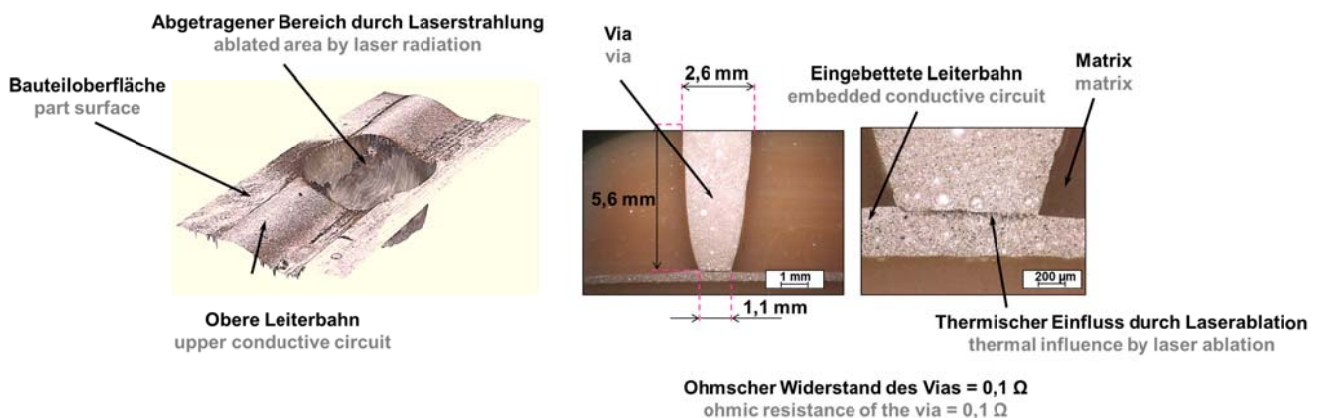 Abgetragener Bereich durch Laserstrahlung
ablated area by laser radiation
Bauteiloberfläche
part surface
Obere Leiterbahn
upper conductive circuit
Via
via
2,6 mm
5,6 mm
1 mm
1,1 mm
Eingebettete Leiterbahn
embedded conductive circuit
Matrix
matrix
200 µm
Thermischer Einfluss durch Laserablation
thermal influence by laser ablation
Ohmscher Widerstand des Vias = 0,1 Ω
ohmic resistance of the via = 0,1 Ω